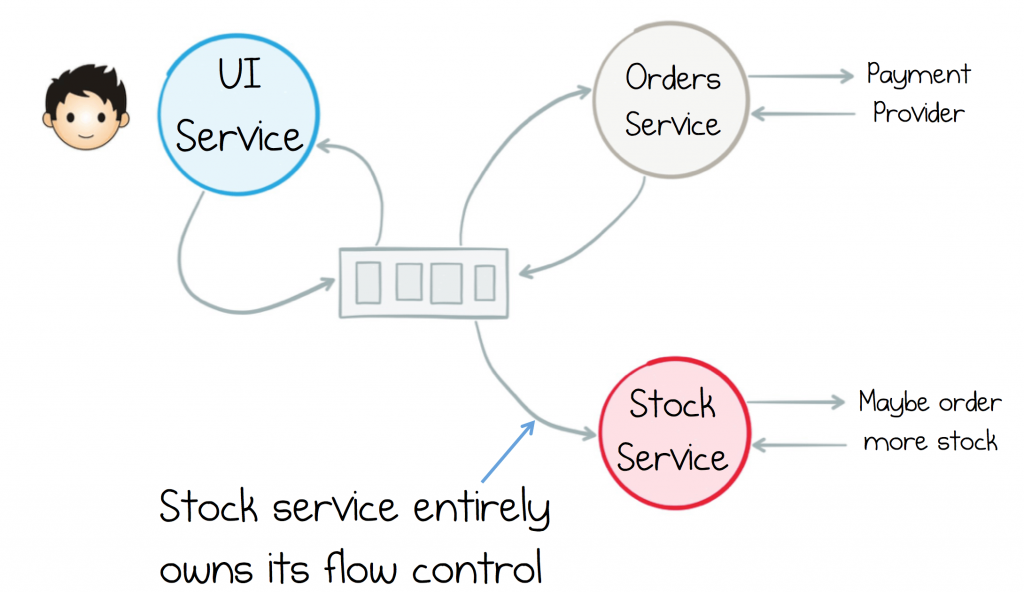 UI
Service
Orders
Service
Payment
Provider
Stock
Service
Maybe order
more stock
Stock service entirely
owns its flow control